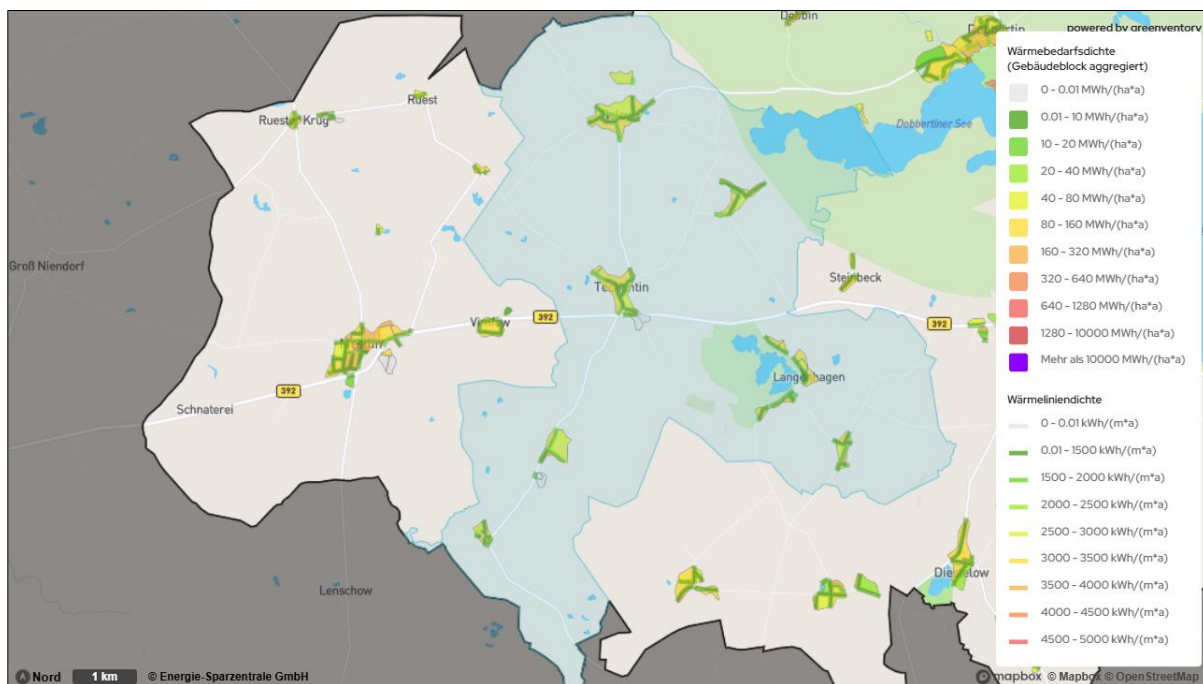 Dobbin
powered by greenventory
Wärmebedarfsdichte
(Gebäudeblock aggregiert)
0 - 0.01 MWh/(ha*a)
0.01 - 10 MWh/(ha*a)
10 - 20 MWh/(ha*a)
20 - 40 MWh/(ha*a)
40 - 80 MWh/(ha*a)
80 - 160 MWh/(ha*a)
160 - 320 MWh/(ha*a)
320 - 640 MWh/(ha*a)
640 - 1280 MWh/(ha*a)
1280 - 10000 MWh/(ha*a)
Mehr als 10000 MWh/(ha*a)
Wärmeliniendichte
0 - 0.01 kWh/(m*a)
0.01 - 1500 kWh/(m*a)
1500 - 2000 kWh/(m*a)
2000 - 2500 kWh/(m*a)
2500 - 3000 kWh/(m*a)
3000 - 3500 kWh/(m*a)
3500 - 4000 kWh/(m*a)
4000 - 4500 kWh/(m*a)
4500 - 5000 kWh/(m*a)
Ruest
Ruester Krug
Dobbertiner See
Groß Niendorf
Steinbeck
Techentin
392
392
392
Langenhagen
Schnaterei
Diestelow
Lenschow
Nord
1 km
© Energie-Sparzentrale GmbH
mapbox © Mapbox © OpenStreetMap